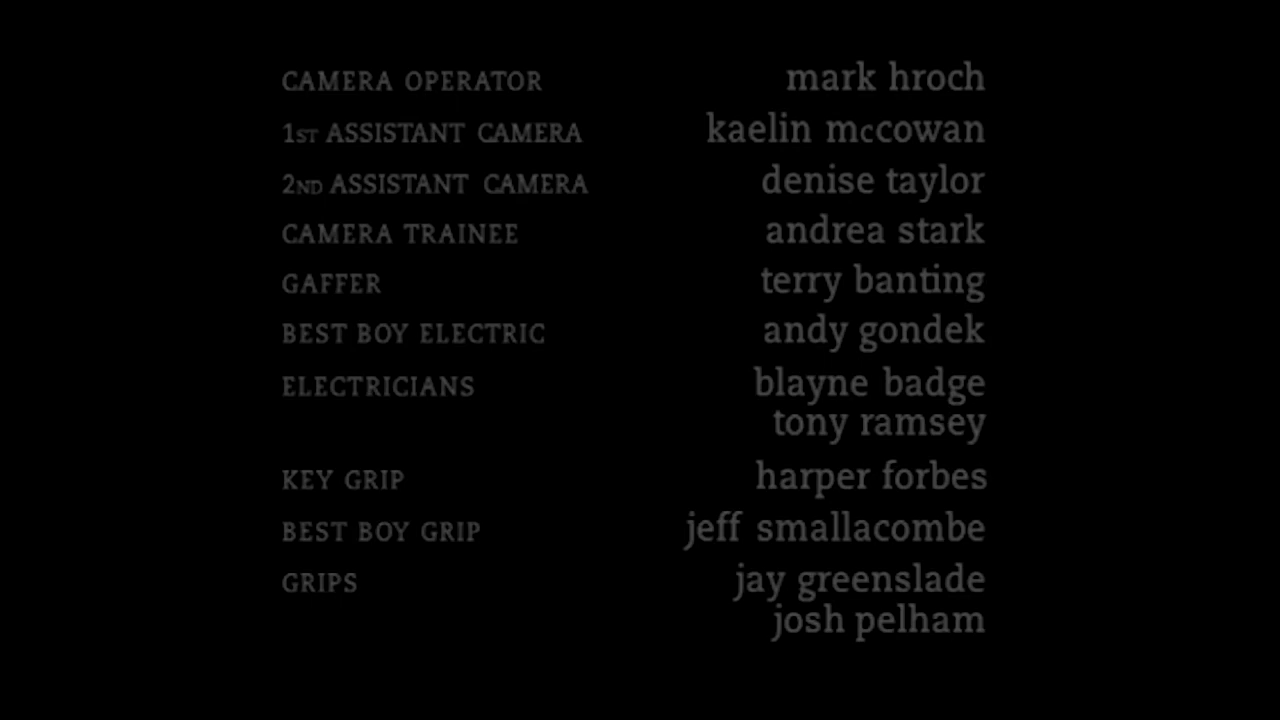 CAMERA OPERATOR mark hroch
1ST ASSISTANT CAMERA kaelin mccowan
2ND ASSISTANT CAMERA denise taylor
CAMERA TRAINEE andrea stark
GAFFER terry banting
BEST BOY ELECTRIC andy gondek
ELECTRICIANS blayne badge
tony ramsey
KEY GRIP harper forbes
BEST BOY GRIP jeff smallacombe
GRIPS jay greenslade
josh pelham